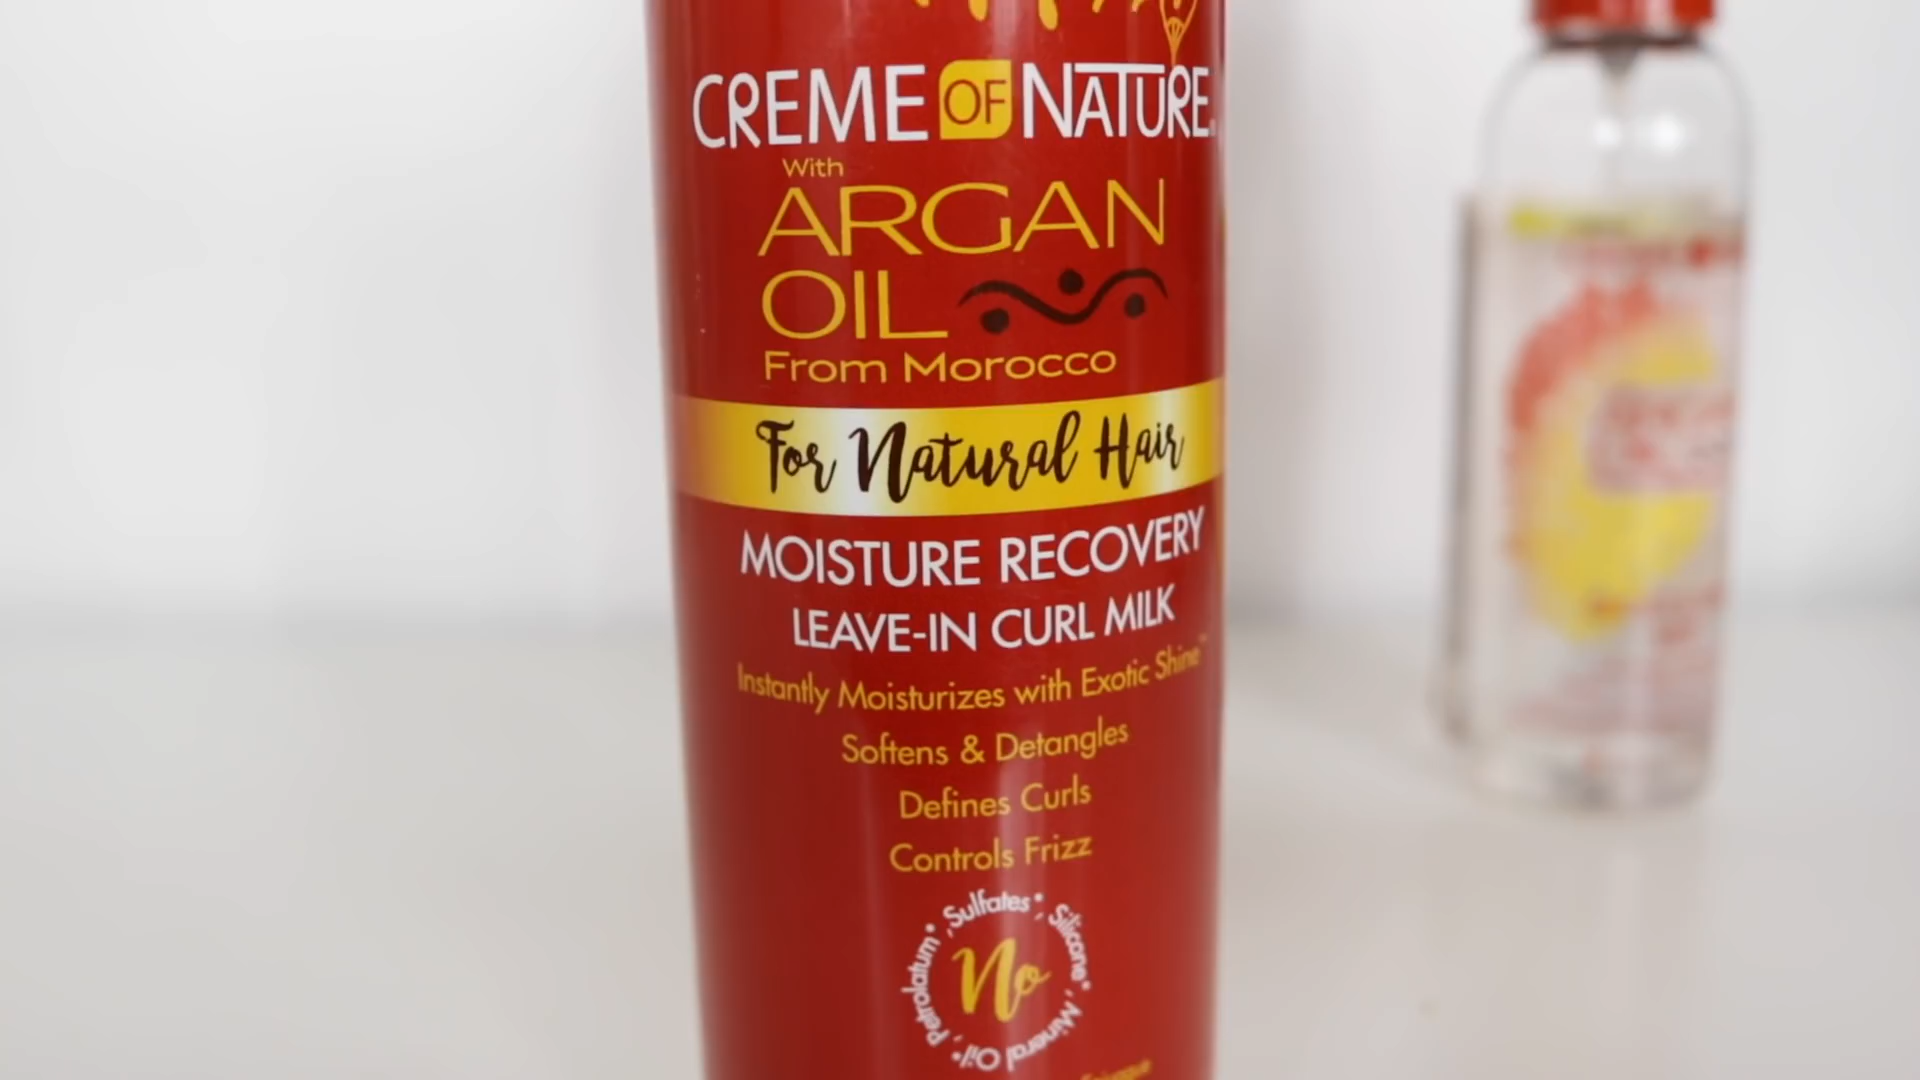 CREME OF NATURE.
With
ARGAN
OIL
From Morocco
For Natural Hair
MOISTURE RECOVERY
LEAVE-IN CURL MILK
Instantly Moisturizes with Exotic Shine™
Softens & Detangles
Defines Curls
Controls Frizz
No
Sulfates*, Silicone*, Mineral Oil*, Petrolatum*,